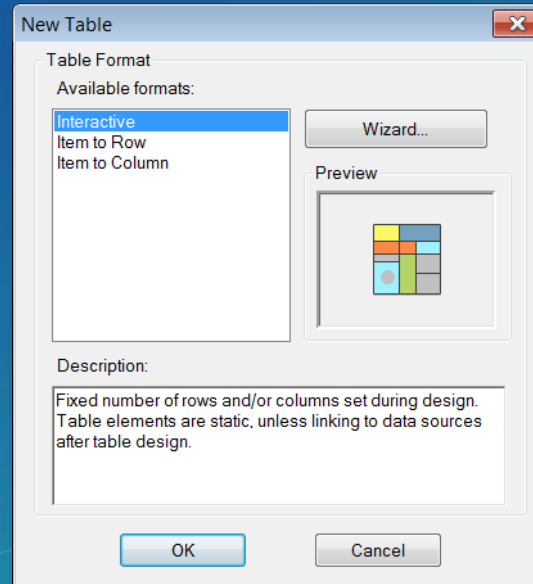 New Table
Table Format
Available formats:
Interactive
Item to Row
Item to Column
Wizard...
Preview
Description:
Fixed number of rows and/or columns set during design.
Table elements are static, unless linking to data sources
after table design.
OK
Cancel